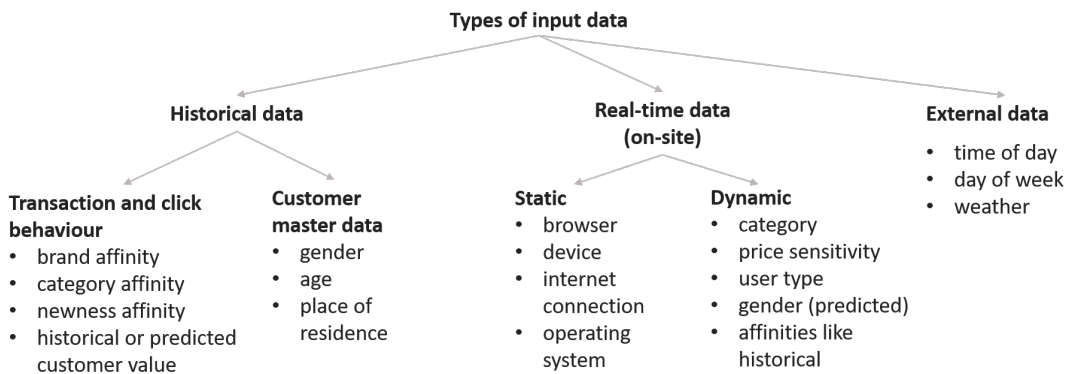 Types of input data
Historical data
Real-time data
(on-site)
External data
• time of day
• day of week
• weather
Transaction and click
behaviour
• brand affinity
• category affinity
• newness affinity
• historical or predicted
customer value
Customer
master data
• gender
• age
• place of
residence
Static
• browser
• device
• internet
connection
• operating
system
Dynamic
• category
• price sensitivity
• user type
• gender (predicted)
• affinities like
historical